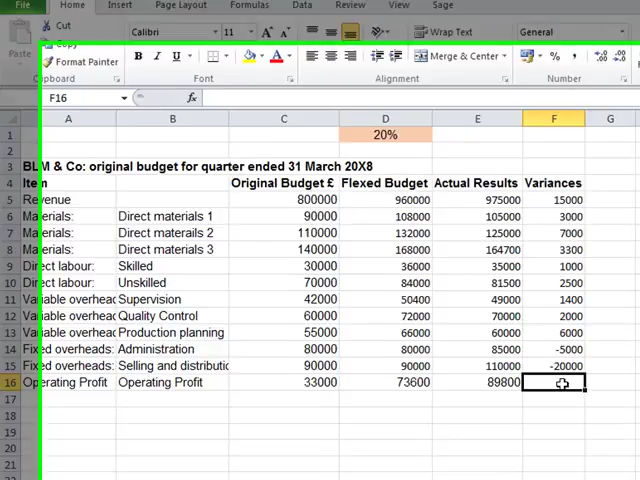 File Home Insert Page Layout Formulas Data Review View Sage
Cut Calibri 11 Wrap Text General
Paste Copy
Format Painter B I U Merge & Center % ,
Clipboard Font Alignment Number
F16 fx
A B C D E F G
1 20%
2
3 BLM & Co: original budget for quarter ended 31 March 20X8
4 Item Original Budget £ Flexed Budget Actual Results Variances
5 Revenue 800000 960000 975000 15000
6 Materials: Direct materials 1 90000 108000 105000 3000
7 Materials: Direct materails 2 110000 132000 125000 7000
8 Materials: Direct materials 3 140000 168000 164700 3300
9 Direct labour: Skilled 30000 36000 35000 1000
10 Direct labour: Unskilled 70000 84000 81500 2500
11 Variable overheac Supervision 42000 50400 49000 1400
12 Variable overheac Quality Control 60000 72000 70000 2000
13 Variable overheac Production planning 55000 66000 60000 6000
14 Fixed overheads: Administration 80000 80000 85000 -5000
15 Fixed overheads: Selling and distributic 90000 90000 110000 -20000
16 Operating Profit Operating Profit 33000 73600 89800
17
18
19
20
21